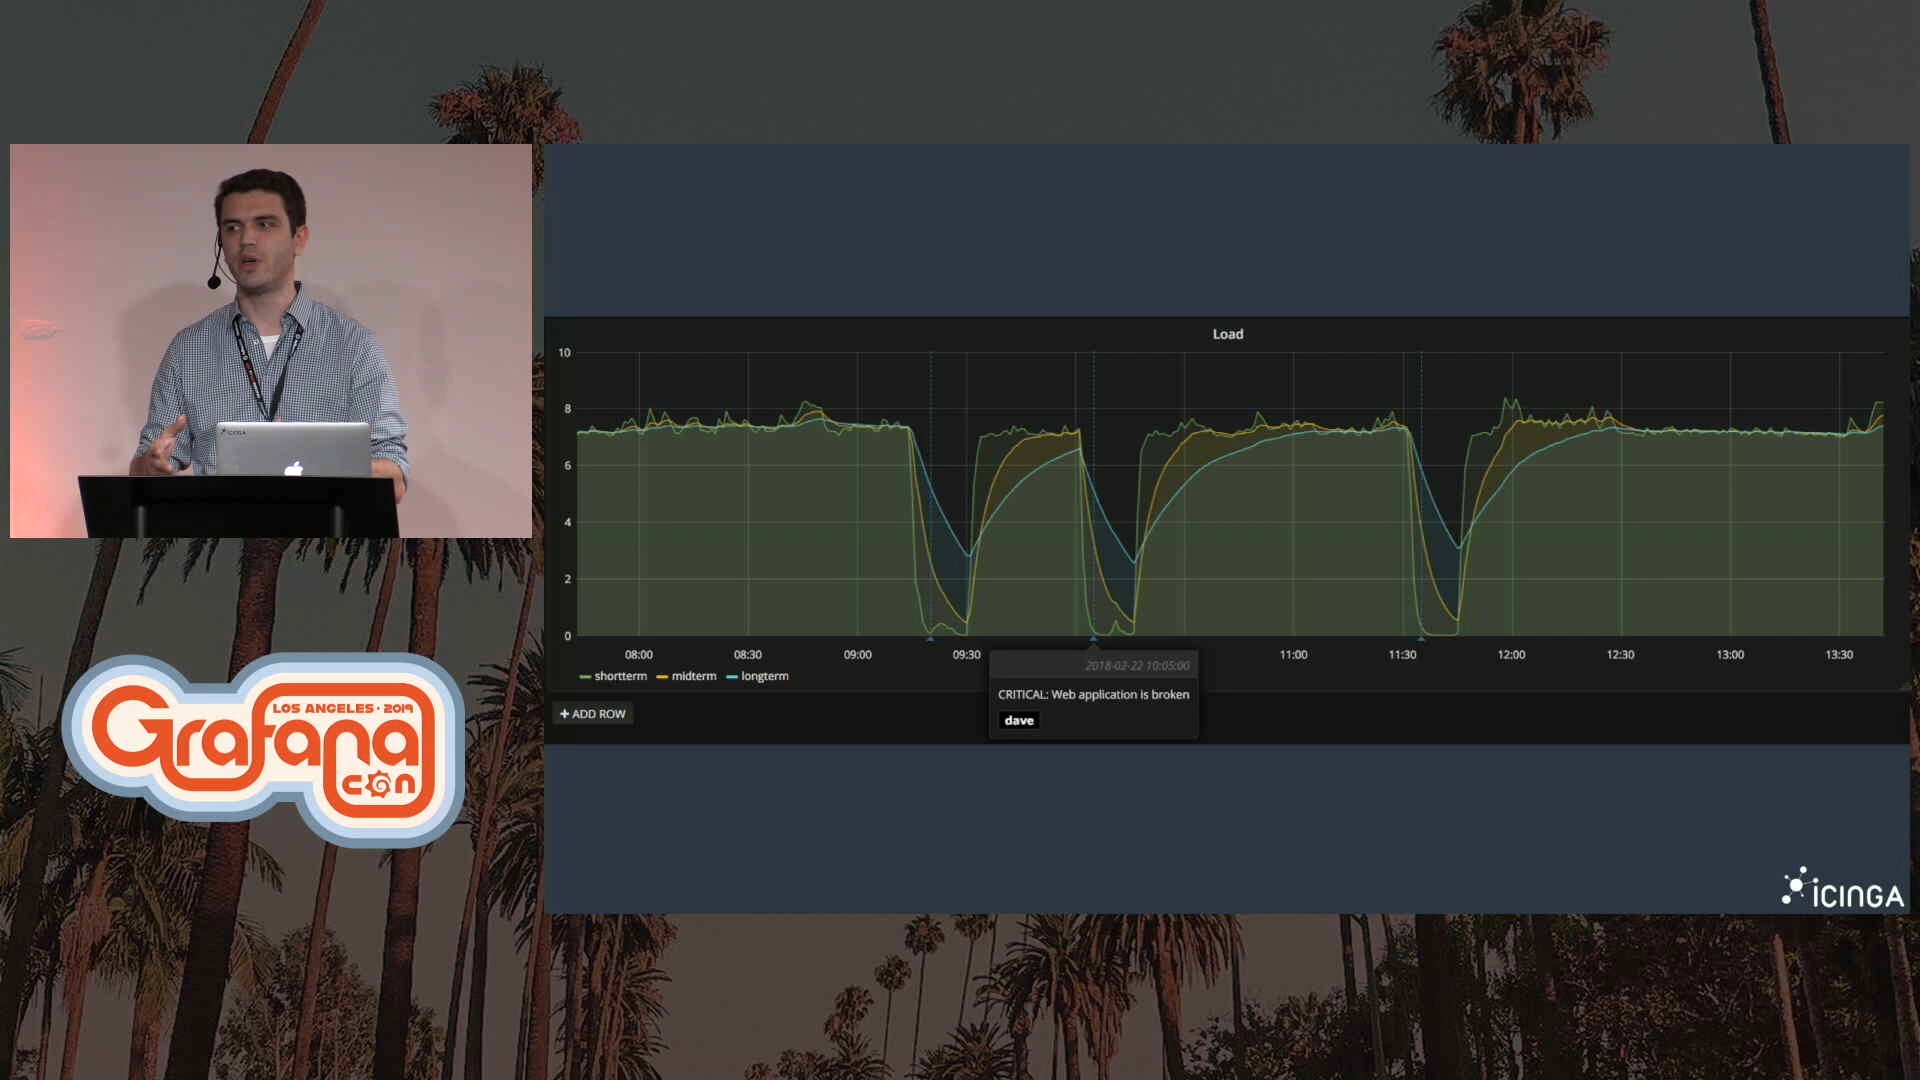 ICINGA
LOS ANGELES · 2019
Grafana
con
Load
10
8
6
4
2
0
08:00 08:30 09:00 09:30 11:00 11:30 12:00 12:30 13:00 13:30
shortterm midterm longterm
2018-02-22 10:05:00
CRITICAL: Web application is broken
dave
+ ADD ROW
ICINGA